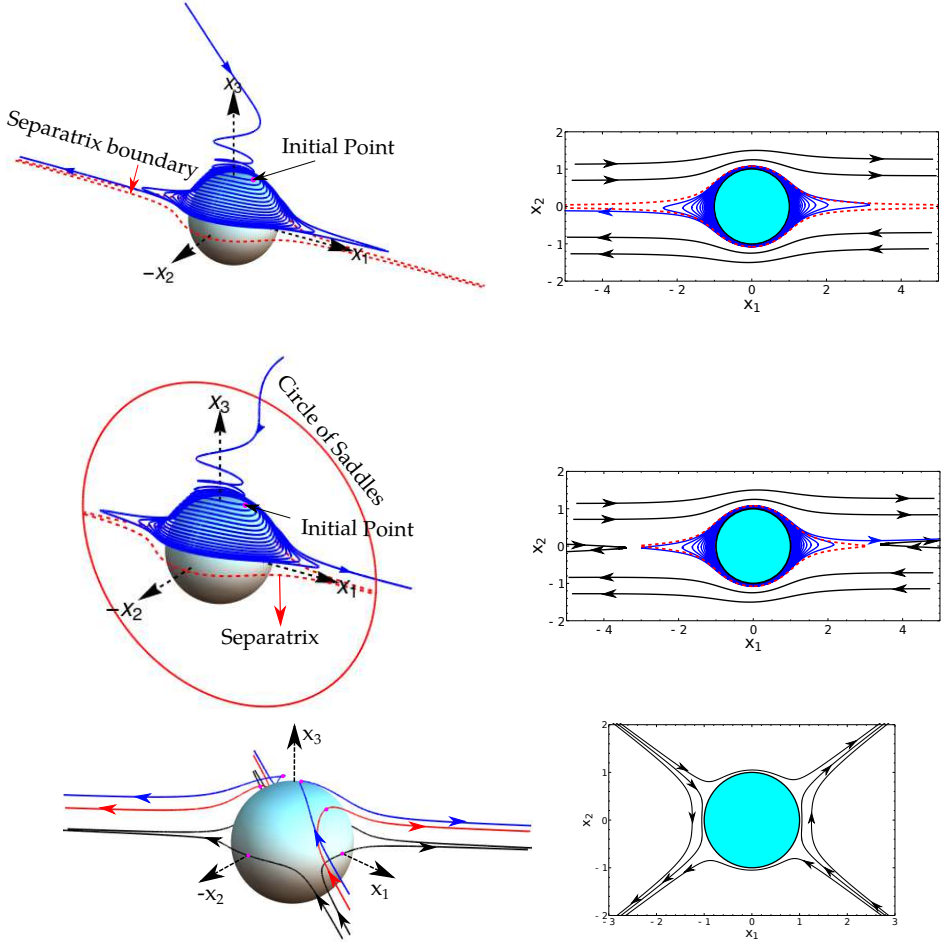 x₃
Separatrix boundary
Initial Point
x₁
−x₂
2
1
0
- 1
- 2
- 4
- 2
0
2
4
x₂
x₁
Circle of Saddles
x₃
Initial Point
x₁
−x₂
Separatrix
2
1
0
- 1
- 2
- 4
- 2
0
2
4
x₂
x₁
x₃
-x₂
x₁
2
1
0
- 1
- 2
- 3
- 2
- 1
0
1
2
3
x₂
x₁